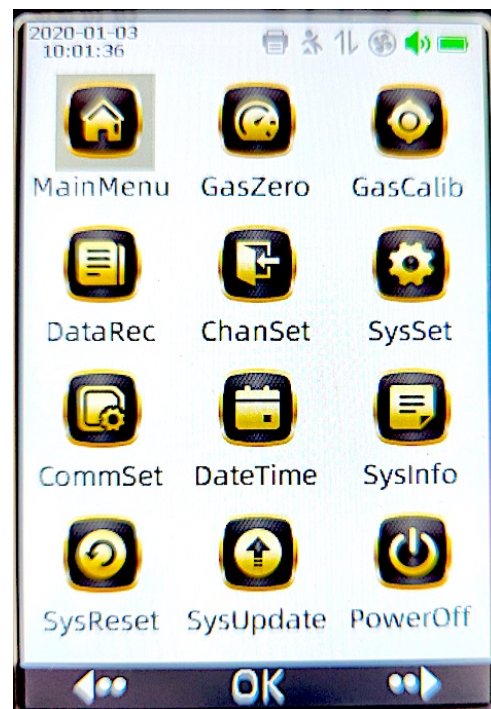 2020-01-03
10:01:36
MainMenu GasZero GasCalib
DataRec ChanSet SysSet
CommSet DateTime SysInfo
SysReset SysUpdate PowerOff
OK